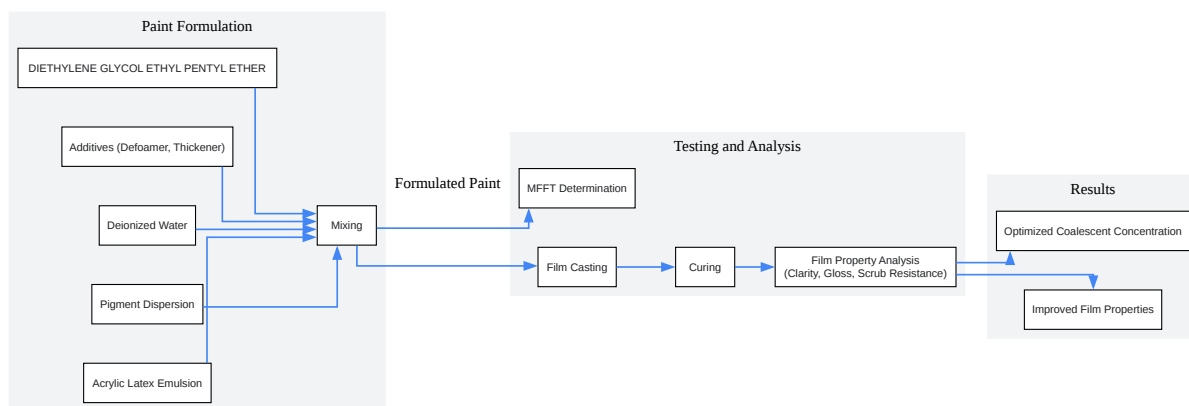 Paint Formulation
DIETHYLENE GLYCOL ETHYL PENTYL ETHER
Additives (Defoamer, Thickener)
Deionized Water
Mixing
Pigment Dispersion
Acrylic Latex Emulsion
Formulated Paint
Testing and Analysis
MFFT Determination
Film Casting
Curing
Film Property Analysis
(Clarity, Gloss, Scrub Resistance)
Results
Optimized Coalescent Concentration
Improved Film Properties